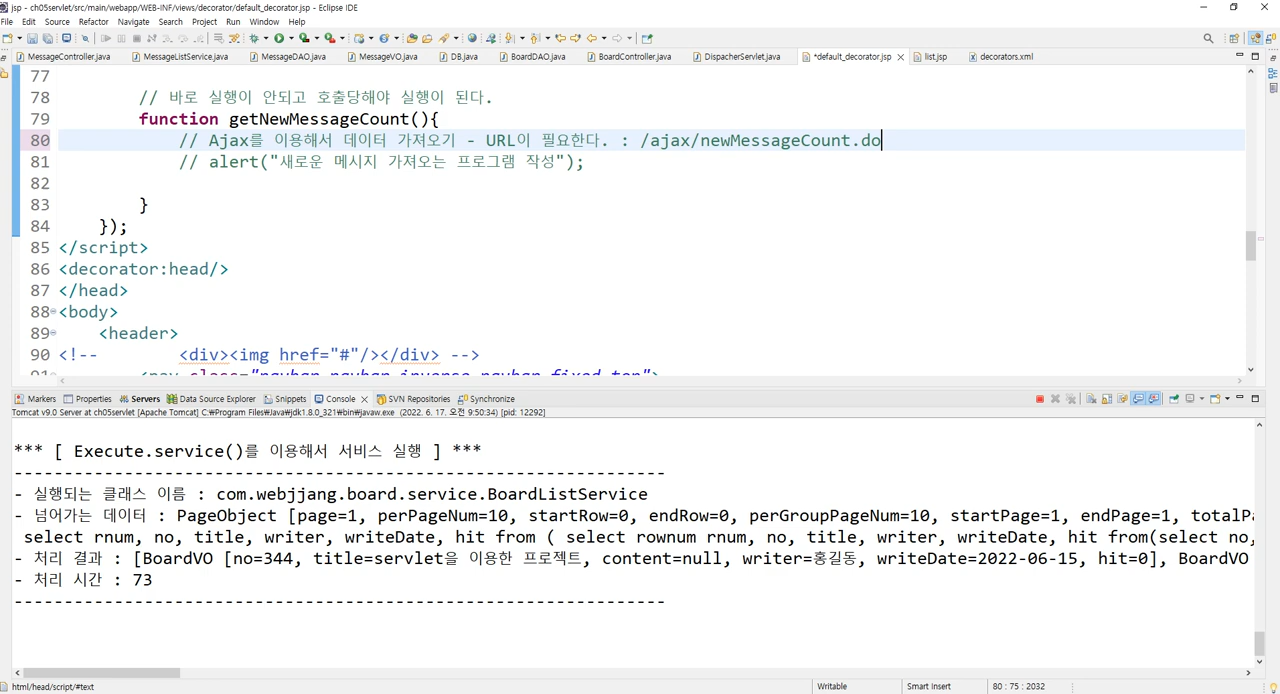 jsp - ch05servlet/src/main/webapp/WEB-INF/views/decorator/default_decorator.jsp - Eclipse IDE
File Edit Source Refactor Navigate Search Project Run Window Help
MessageController.java MessageListService.java MessageDAO.java MessageVO.java DB.java BoardDAO.java BoardController.java DispacherServlet.java *default_decorator.jsp list.jsp decorators.xml
77
78 // 바로 실행이 안되고 호출당해야 실행이 된다.
79 function getNewMessageCount(){
80 // Ajax를 이용해서 데이터 가져오기 - URL이 필요한다. : /ajax/newMessageCount.do
81 // alert("새로운 메시지 가져오는 프로그램 작성");
82
83 }
84 });
85 </script>
86 <decorator:head/>
87 </head>
88 <body>
89 <header>
90 <!-- <div><img href="#"/></div> -->
91 <nav class="navbar navbar-inverse navbar-fixed-top">
Markers Properties Servers Data Source Explorer Snippets Console SVN Repositories Synchronize
Tomcat v9.0 Server at ch05servlet [Apache Tomcat] C:₩Program Files₩Java₩jdk1.8.0_321₩bin₩javaw.exe (2022. 6. 17. 오전 9:50:34) [pid: 12292]
*** [ Execute.service()를 이용해서 서비스 실행 ] ***
------------------------------------------------------------------
- 실행되는 클래스 이름 : com.webjjang.board.service.BoardListService
- 넘어가는 데이터 : PageObject [page=1, perPageNum=10, startRow=0, endRow=0, perGroupPageNum=10, startPage=1, endPage=1, totalPa
select rnum, no, title, writer, writeDate, hit from ( select rownum rnum, no, title, writer, writeDate, hit from(select no,
- 처리 결과 : [BoardVO [no=344, title=servlet을 이용한 프로젝트, content=null, writer=홍길동, writeDate=2022-06-15, hit=0], BoardVO
- 처리 시간 : 73
------------------------------------------------------------------
html/head/script/#text Writable Smart Insert 80 : 75 : 2032